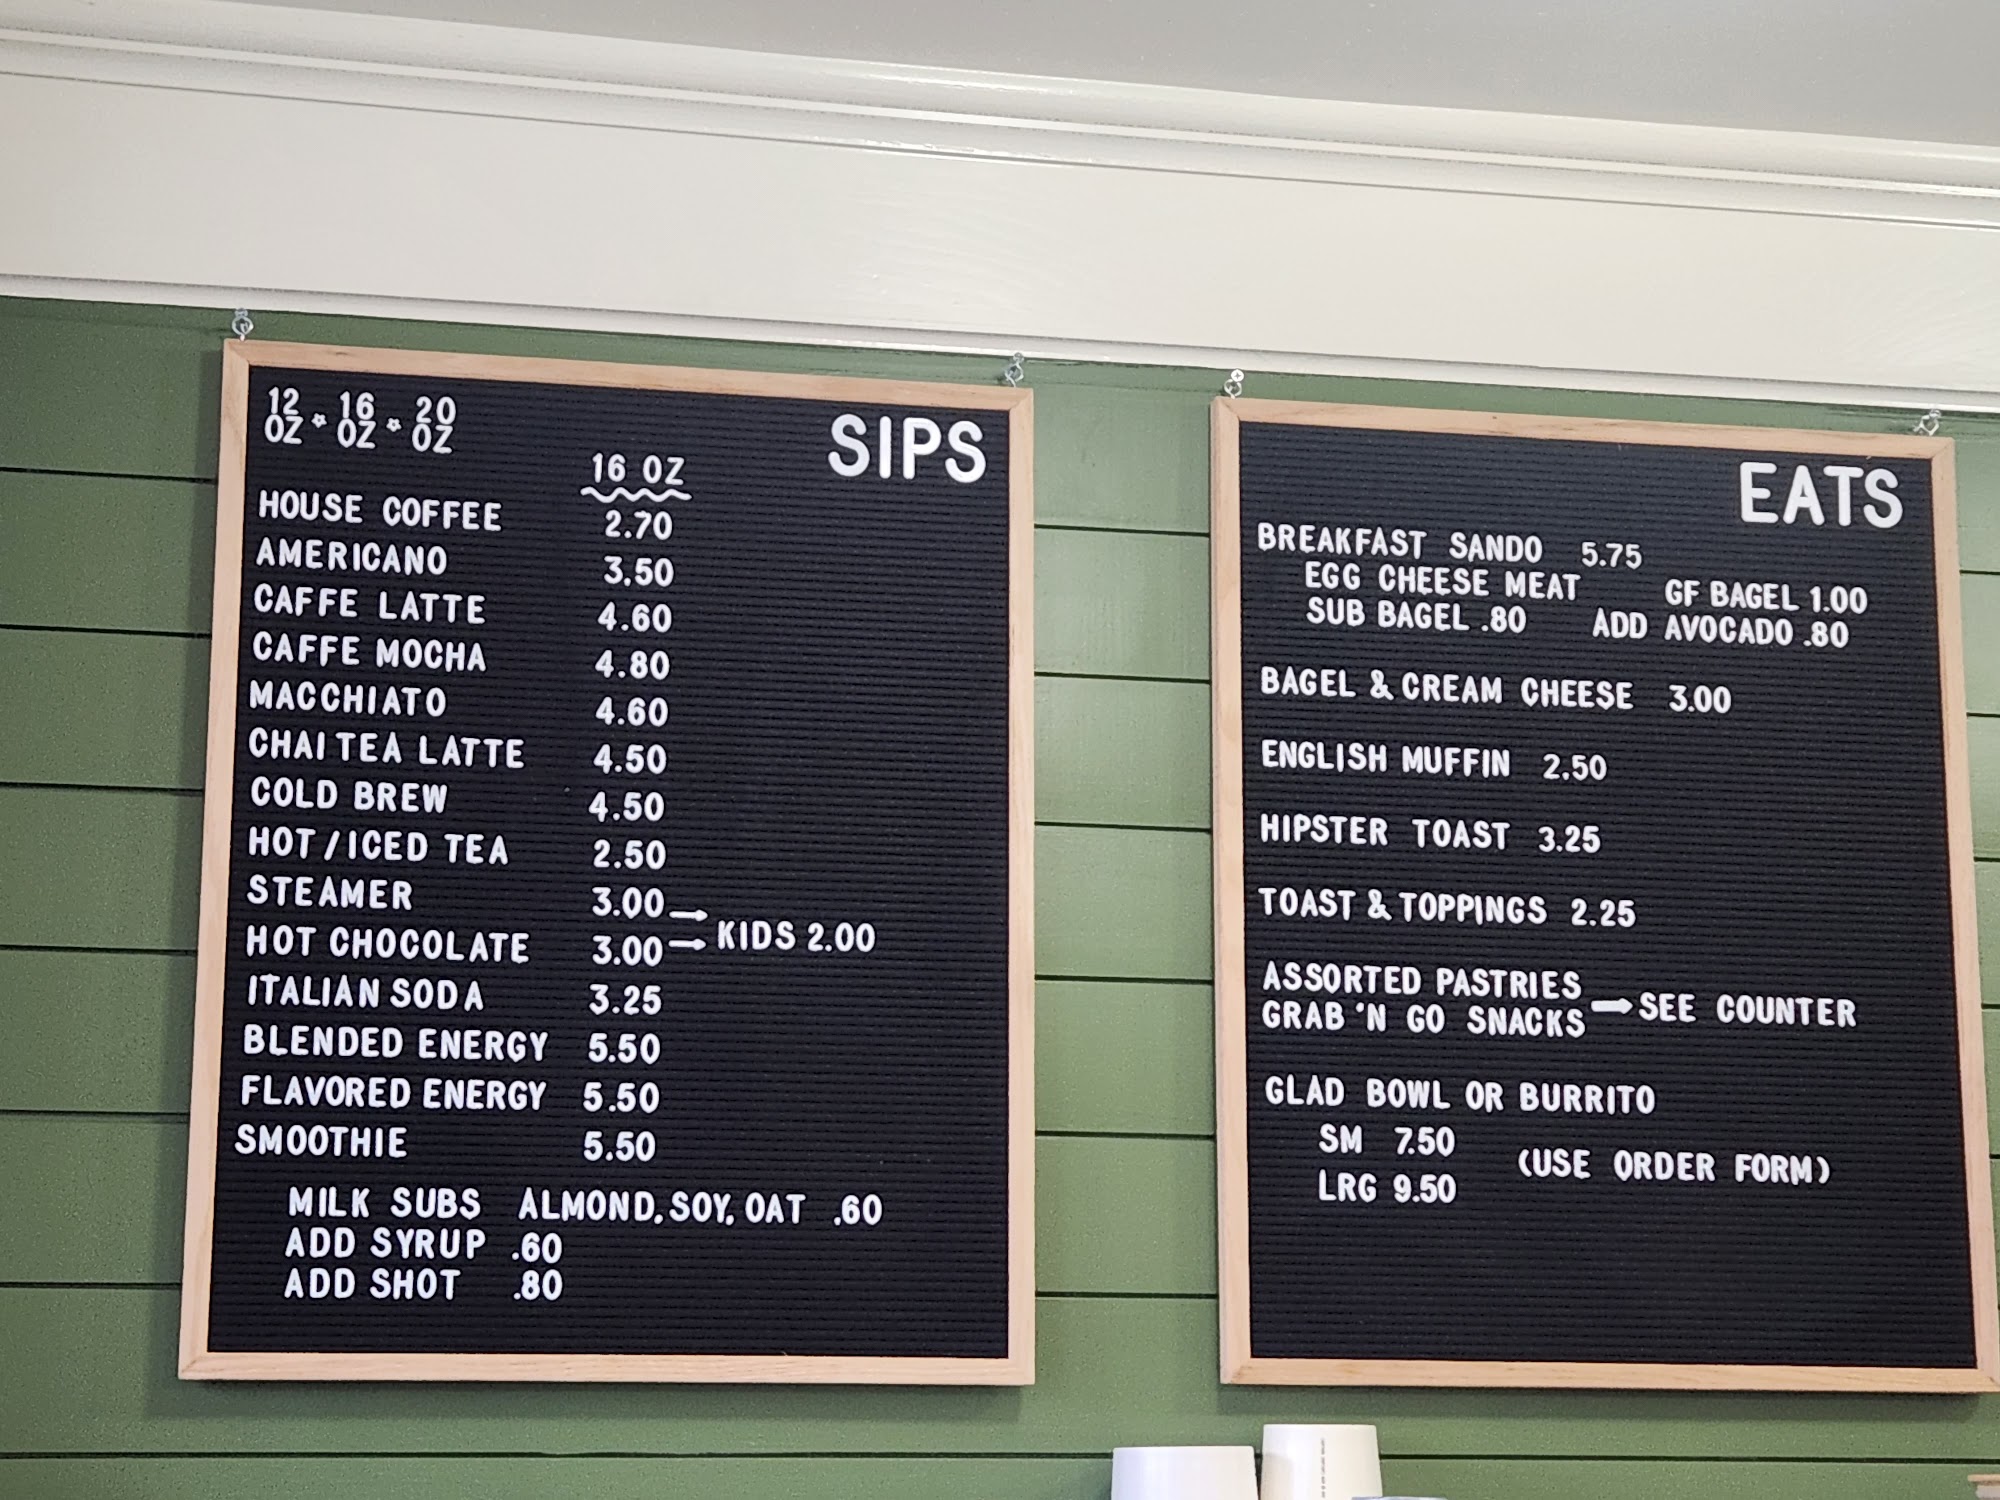 12 OZ * 16 OZ * 20 OZ
SIPS
16 OZ
HOUSE COFFEE 2.70
AMERICANO 3.50
CAFFE LATTE 4.60
CAFFE MOCHA 4.80
MACCHIATO 4.60
CHAI TEA LATTE 4.50
COLD BREW 4.50
HOT / ICED TEA 2.50
STEAMER 3.00 →
HOT CHOCOLATE 3.00 → KIDS 2.00
ITALIAN SODA 3.25
BLENDED ENERGY 5.50
FLAVORED ENERGY 5.50
SMOOTHIE 5.50
MILK SUBS ALMOND, SOY, OAT .60
ADD SYRUP .60
ADD SHOT .80
EATS
BREAKFAST SANDO 5.75
EGG CHEESE MEAT GF BAGEL 1.00
SUB BAGEL .80 ADD AVOCADO .80
BAGEL & CREAM CHEESE 3.00
ENGLISH MUFFIN 2.50
HIPSTER TOAST 3.25
TOAST & TOPPINGS 2.25
ASSORTED PASTRIES
GRAB 'N GO SNACKS → SEE COUNTER
GLAD BOWL OR BURRITO
SM 7.50 (USE ORDER FORM)
LRG 9.50